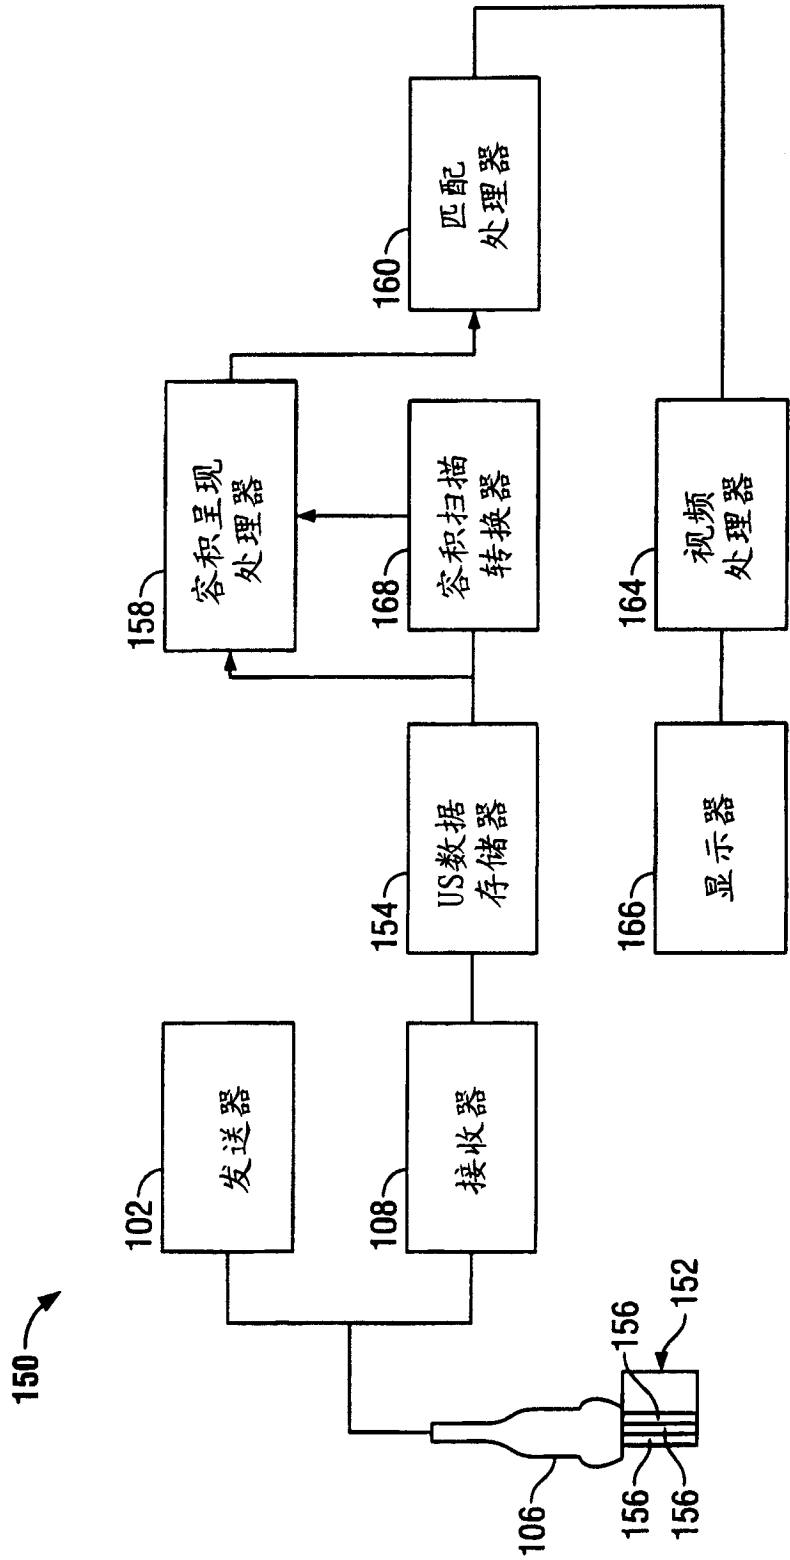 150
102
发送器
158
容积呈现
处理器
108
接收器
154
US数据
存储器
168
容积扫描
转换器
160
匹配
处理器
106
156
156
156
152
166
显示器
164
视频
处理器